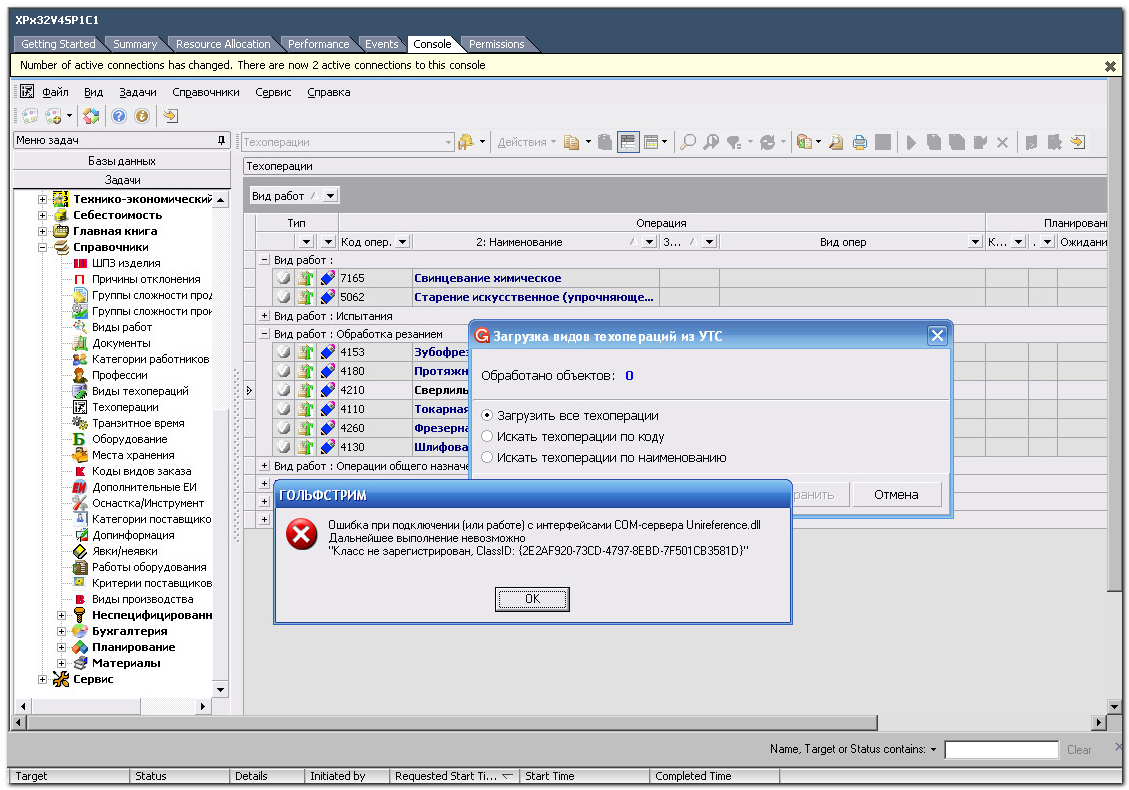 XPx32V4SP1C1
Getting Started Summary Resource Allocation Performance Events Console Permissions
Number of active connections has changed. There are now 2 active connections to this console
Файл Вид Задачи Справочники Сервис Справка
Меню задач
Техоперации
Действия
Базы данных
Задачи
Техоперации
Технико-экономический
Себестоимость
Главная книга
Справочники
ШПЗ изделия
Причины отклонения
Группы сложности прод
Группы сложности прои
Виды работ
Документы
Категории работников
Профессии
Виды техопераций
Техоперации
Транзитное время
Оборудование
Места хранения
Коды видов заказа
Дополнительные ЕИ
Оснастка/Инструмент
Категории поставщико
Допинформация
Явки/неявки
Работы оборудования
Критерии поставщиков
Виды производства
Неспецифицированн
Бухгалтерия
Планирование
Материалы
Сервис
Вид работ
Тип Операция Планирован
Код опер. 2: Наименование З... Вид опер К... . Ожидани
Вид работ :
7165 Свинцевание химическое
5062 Старение искусственное (упрочняюще...
Вид работ : Испытания
Вид работ : Обработка резанием
4153 Зубофрез
4180 Протяжн
4210 Сверлиль
4110 Токарная
4260 Фрезерна
4130 Шлифова
Вид работ : Операции общего назначе
Загрузка видов техопераций из УТС
Обработано объектов: 0
Загрузить все техоперации
Искать техоперации по коду
Искать техоперации по наименованию
ранить Отмена
ГОЛЬФСТРИМ
Ошибка при подключении (или работе) с интерфейсами COM-сервера Unireference.dll
Дальнейшее выполнение невозможно
"Класс не зарегистрирован, ClassID: {2E2AF920-73CD-4797-8EBD-7F501CB3581D}"
OK
Name, Target or Status contains: Clear
Target Status Details Initiated by Requested Start Ti... Start Time Completed Time